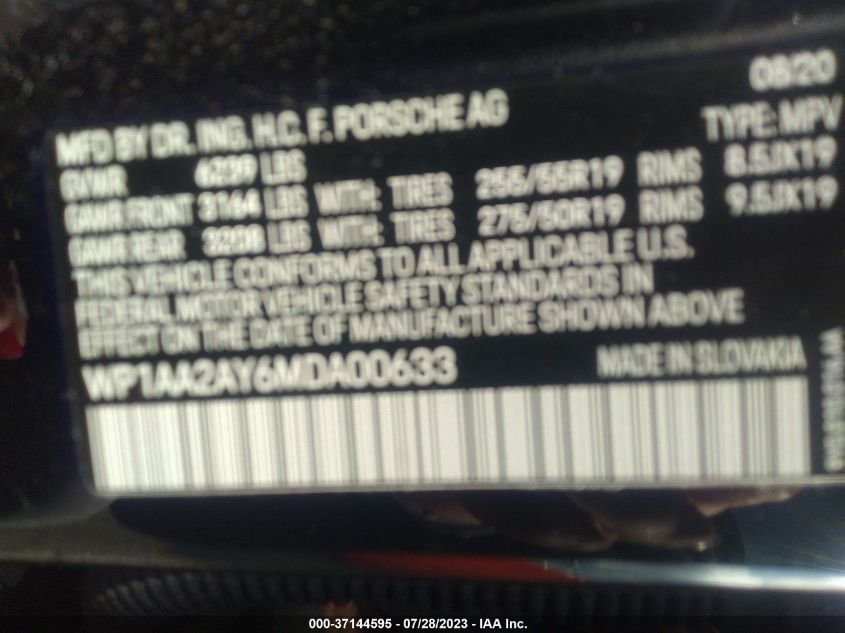 08/20
MFD BY DR. ING. H.C. F. PORSCHE AG TYPE: MPV
GVWR 6239 LBS
GAWR FRONT 3164 LBS WITH: TIRES 255/55R19 RIMS 8.5JX19
GAWR REAR LBS WITH: TIRES 275/50R19 RIMS 9.5JX19
THIS VEHICLE CONFORMS TO ALL APPLICABLE U.S.
FEDERAL MOTOR VEHICLE SAFETY STANDARDS IN
EFFECT ON THE DATE OF MANUFACTURE SHOWN ABOVE
WP1AA2AY6MDA00633 MADE IN SLOVAKIA
000-37144595 - 07/28/2023 - IAA Inc.